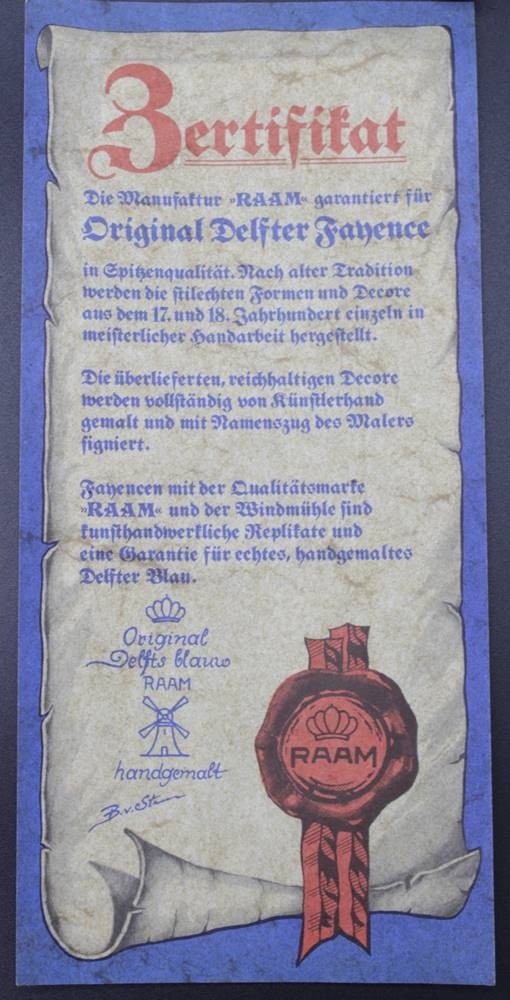 Zertifikat
Die Manufaktur »RAAM« garantiert für
Original Delfter Fayence
in Spitzenqualität. Nach alter Tradition
werden die stilechten Formen und Decore
aus dem 17. und 18. Jahrhundert einzeln in
meisterlicher Handarbeit hergestellt.
Die überlieferten, reichhaltigen Decore
werden vollständig von Künstlerhand
gemalt und mit Namenszug des Malers
signiert.
Fayencen mit der Qualitätsmarke
»RAAM« und der Windmühle sind
kunsthandwerkliche Replikate und
eine Garantie für echtes, handgemaltes
Delfter Blau.
Original
Delfts blauw
RAAM
handgemalt
RAAM